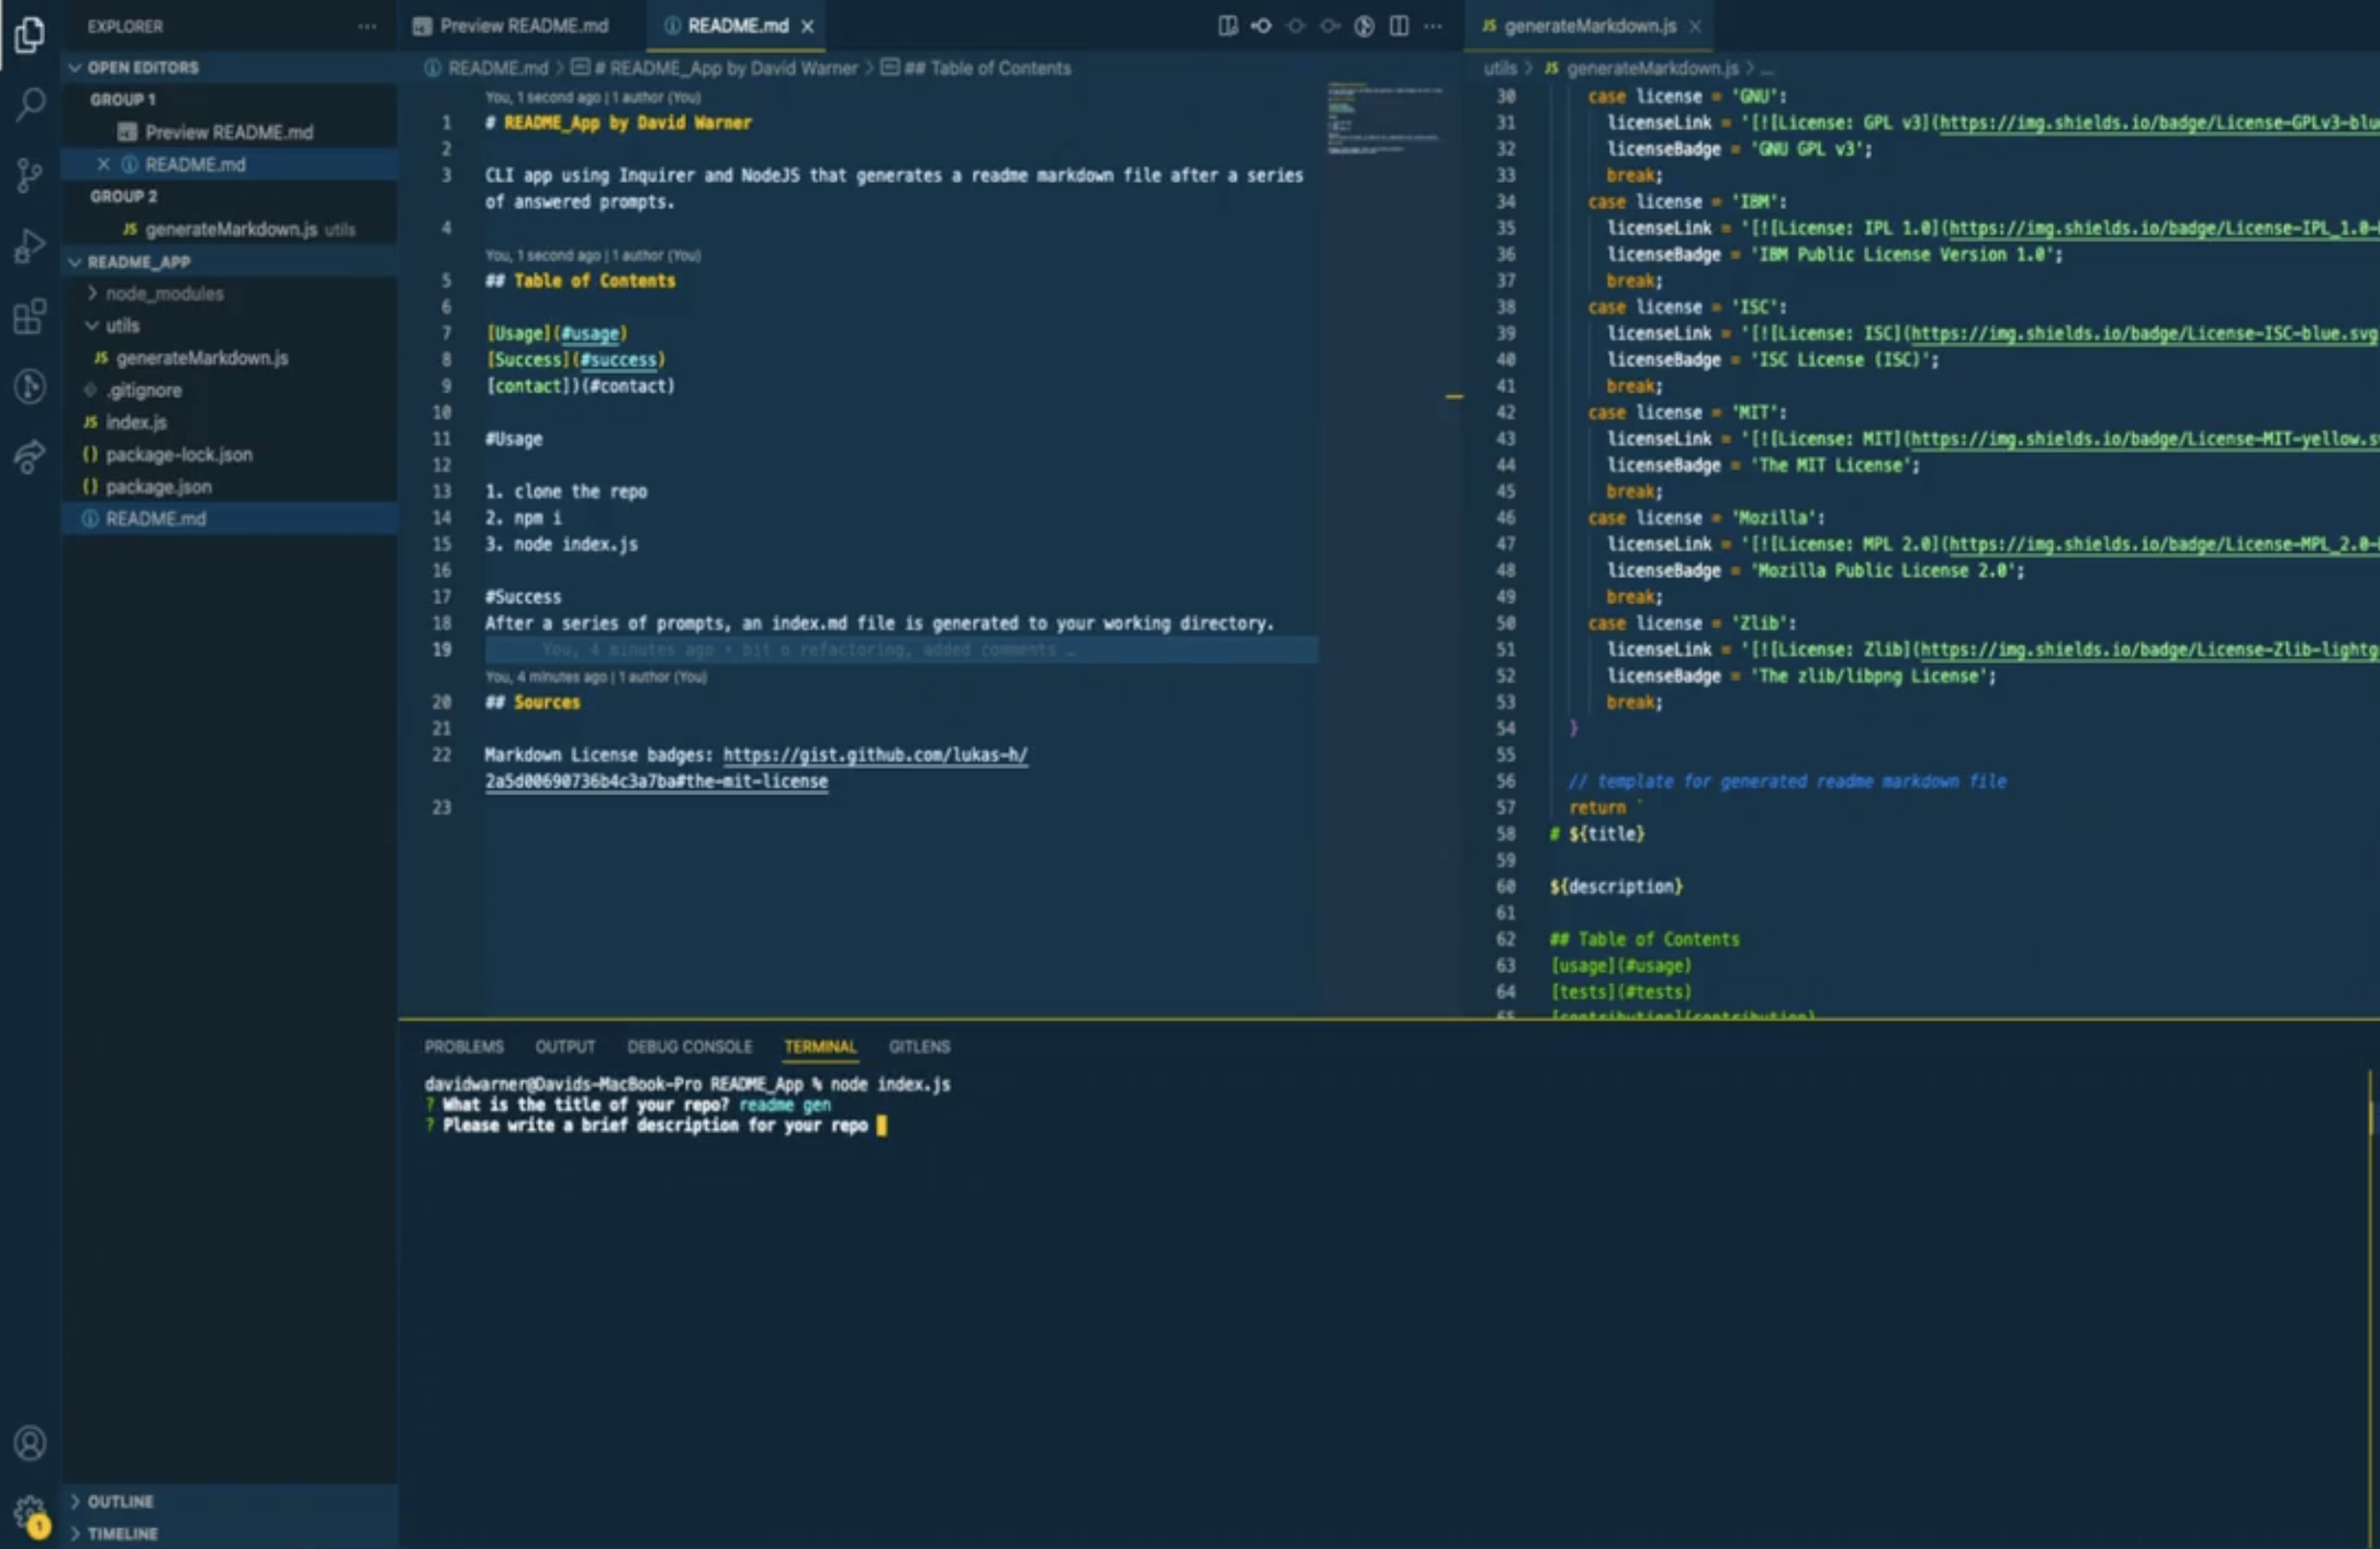 EXPLORER
OPEN EDITORS
GROUP 1
Preview README.md
README.md
GROUP 2
generateMarkdown.js utils
README_APP
node_modules
utils
generateMarkdown.js
.gitignore
index.js
package-lock.json
package.json
README.md
OUTLINE
TIMELINE
1
Preview README.md
README.md
README.md > # README_App by David Warner > ## Table of Contents
You, 1 second ago | 1 author (You)
1 # README_App by David Warner
2
3 CLI app using Inquirer and NodeJS that generates a readme markdown file after a series
of answered prompts.
4
You, 1 second ago | 1 author (You)
5 ## Table of Contents
6
7 [Usage](#usage)
8 [Success](#success)
9 [contact])(#contact)
10
11 #Usage
12
13 1. clone the repo
14 2. npm i
15 3. node index.js
16
17 #Success
18 After a series of prompts, an index.md file is generated to your working directory.
19 You, 4 minutes ago • bit o refactoring, added comments …
You, 4 minutes ago | 1 author (You)
20 ## Sources
21
22 Markdown License badges: https://gist.github.com/lukas-h/
2a5d00690736b4c3a7ba#the-mit-license
23
generateMarkdown.js
utils > JS generateMarkdown.js > ...
30 case license = 'GNU':
31 licenseLink = '[![License: GPL v3](https://img.shields.io/badge/License-GPLv3-blu
32 licenseBadge = 'GNU GPL v3';
33 break;
34 case license = 'IBM':
35 licenseLink = '[![License: IPL 1.0](https://img.shields.io/badge/License-IPL_1.0-
36 licenseBadge = 'IBM Public License Version 1.0';
37 break;
38 case license = 'ISC':
39 licenseLink = '[![License: ISC](https://img.shields.io/badge/License-ISC-blue.svg
40 licenseBadge = 'ISC License (ISC)';
41 break;
42 case license = 'MIT':
43 licenseLink = '[![License: MIT](https://img.shields.io/badge/License-MIT-yellow.s
44 licenseBadge = 'The MIT License';
45 break;
46 case license = 'Mozilla':
47 licenseLink = '[![License: MPL 2.0](https://img.shields.io/badge/License-MPL_2.0-
48 licenseBadge = 'Mozilla Public License 2.0';
49 break;
50 case license = 'Zlib':
51 licenseLink = '[![License: Zlib](https://img.shields.io/badge/License-Zlib-lightg
52 licenseBadge = 'The zlib/libpng License';
53 break;
54 }
55
56 // template for generated readme markdown file
57 return `
58 # ${title}
59
60 ${description}
61
62 ## Table of Contents
63 [usage](#usage)
64 [tests](#tests)
65 [contribution](contribution)
PROBLEMS OUTPUT DEBUG CONSOLE TERMINAL GITLENS
davidwarner@Davids-MacBook-Pro README_App % node index.js
? What is the title of your repo? readme gen
? Please write a brief description for your repo